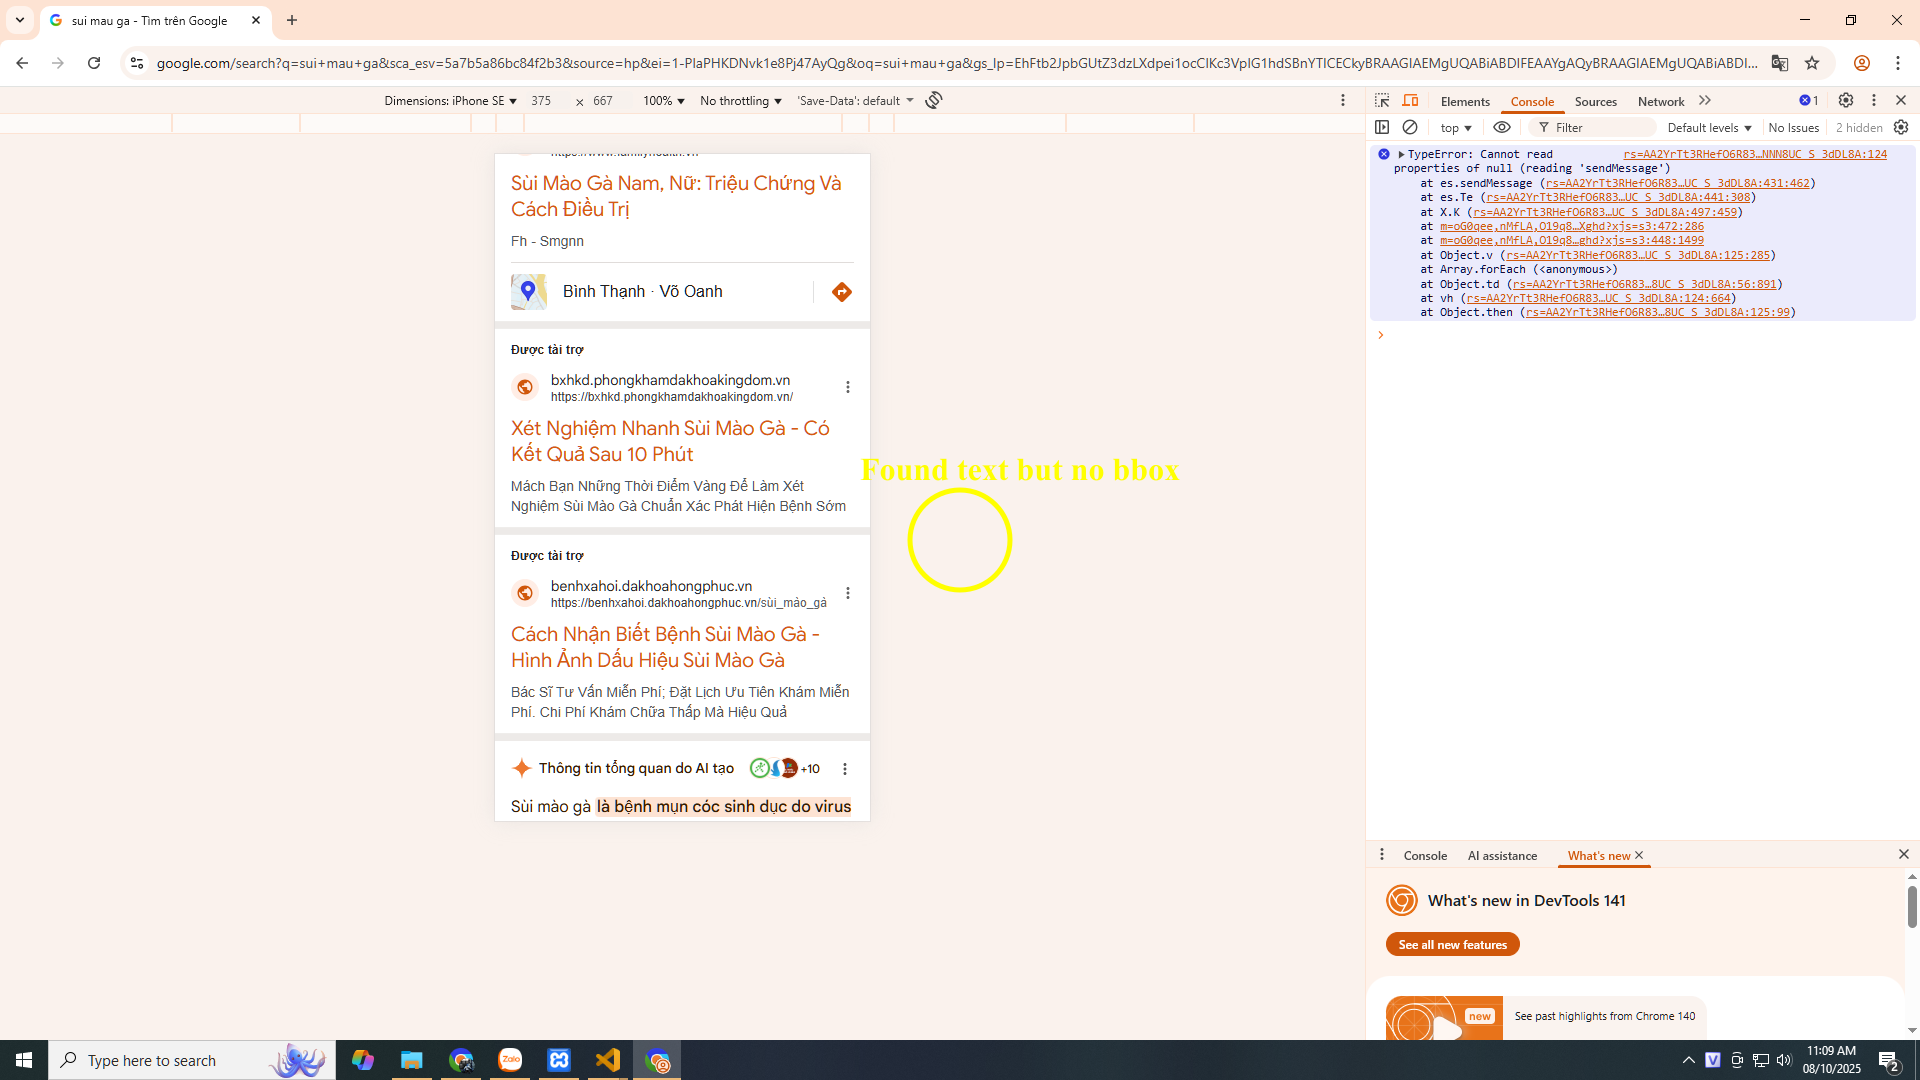 sui mau ga - Tìm trên Google
google.com/search?q=sui+mau+ga&sca_esv=5a7b5a86bc84f2b3&source=hp&ei=1-PlaPHKDNvk1e8Pj47AyQg&oq=sui+mau+ga&gs_lp=EhFtb2JpbGUtZ3dzLXdpei1ocCIKc3VpIG1hdSBnYTICECkyBRAAGIAEMgUQABiABDIFEAAYgAQyBRAAGIAEMgUQABiABDI...
Dimensions: iPhone SE 375 × 667 100% No throttling 'Save-Data': default
Elements Console Sources Network 1
top Filter Default levels No Issues 2 hidden
TypeError: Cannot read rs=AA2YrTt3RHefO6R83…NNN8UC_S_3dDL8A:124
properties of null (reading 'sendMessage')
at es.sendMessage (rs=AA2YrTt3RHefO6R83…UC_S_3dDL8A:431:462)
at es.Te (rs=AA2YrTt3RHefO6R83…UC_S_3dDL8A:441:308)
at X.K (rs=AA2YrTt3RHefO6R83…UC_S_3dDL8A:497:459)
at m=oG0qee,nMfLA,O19q8…Xghd?xjs=s3:472:286
at m=oG0qee,nMfLA,O19q8…ghd?xjs=s3:448:1499
at Object.v (rs=AA2YrTt3RHefO6R83…UC_S_3dDL8A:125:285)
at Array.forEach (<anonymous>)
at Object.td (rs=AA2YrTt3RHefO6R83…8UC_S_3dDL8A:56:891)
at vh (rs=AA2YrTt3RHefO6R83…UC_S_3dDL8A:124:664)
at Object.then (rs=AA2YrTt3RHefO6R83…8UC_S_3dDL8A:125:99)
https://www.familyhealth.vn
Sùi Mào Gà Nam, Nữ: Triệu Chứng Và
Cách Điều Trị
Fh - Smgnn
Bình Thạnh · Võ Oanh
Được tài trợ
bxhkd.phongkhamdakhoakingdom.vn
https://bxhkd.phongkhamdakhoakingdom.vn/
Xét Nghiệm Nhanh Sùi Mào Gà - Có
Kết Quả Sau 10 Phút
Mách Bạn Những Thời Điểm Vàng Để Làm Xét
Nghiệm Sùi Mào Gà Chuẩn Xác Phát Hiện Bệnh Sớm
Found text but no bbox
Được tài trợ
benhxahoi.dakhoahongphuc.vn
https://benhxahoi.dakhoahongphuc.vn/sùi_mào_gà
Cách Nhận Biết Bệnh Sùi Mào Gà -
Hình Ảnh Dấu Hiệu Sùi Mào Gà
Bác Sĩ Tư Vấn Miễn Phí; Đặt Lịch Ưu Tiên Khám Miễn
Phí. Chi Phí Khám Chữa Thấp Mà Hiệu Quả
Thông tin tổng quan do AI tạo +10
Sùi mào gà là bệnh mụn cóc sinh dục do virus
Console AI assistance What's new
What's new in DevTools 141
See all new features
new
See past highlights from Chrome 140
Type here to search
Zalo
V
11:09 AM
08/10/2025
2